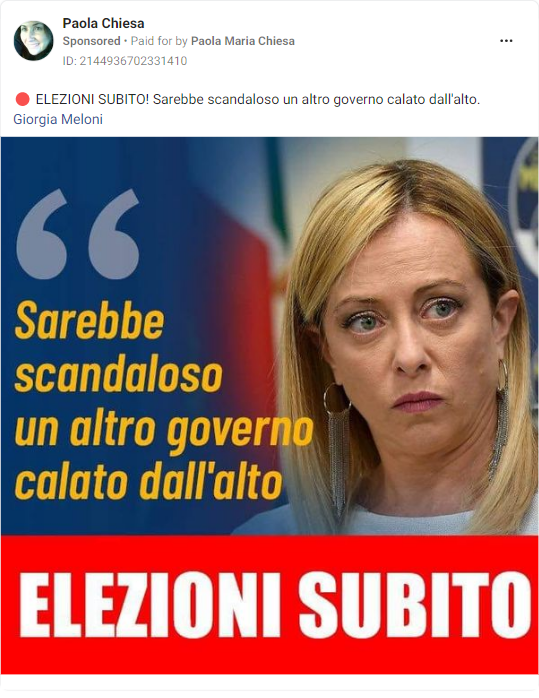 Paola Chiesa
Sponsored • Paid for by Paola Maria Chiesa
ID: 2144936702331410
🔴 ELEZIONI SUBITO! Sarebbe scandaloso un altro governo calato dall'alto.
Giorgia Meloni
Sarebbe
scandaloso
un altro governo
calato dall'alto
ELEZIONI SUBITO